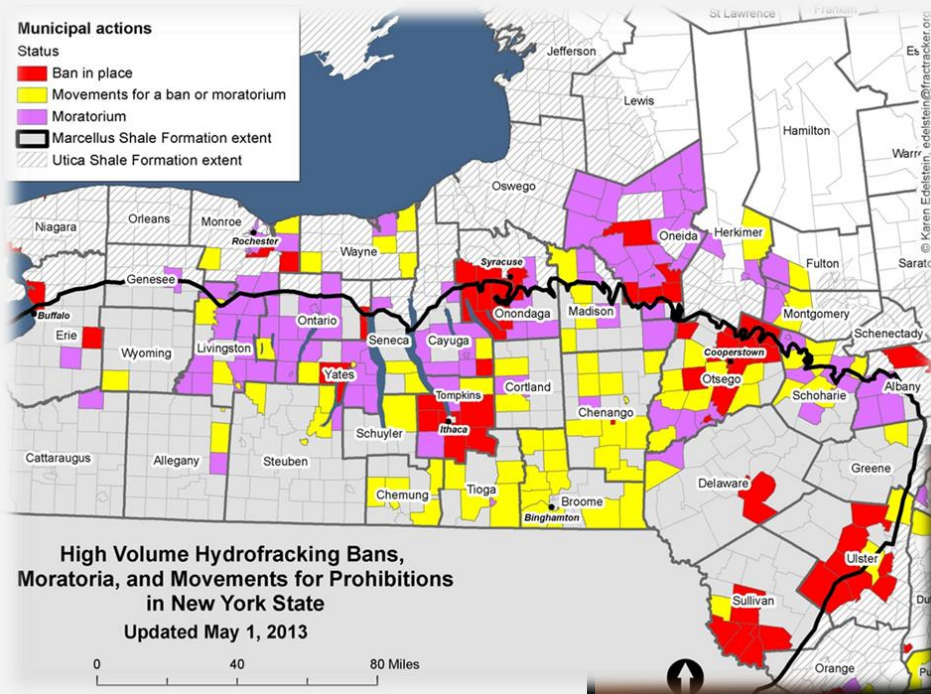 Municipal actions
Status
Ban in place
Movements for a ban or moratorium
Moratorium
Marcellus Shale Formation extent
Utica Shale Formation extent
St Lawrence
Franklin
Jefferson
Es
Lewis
Hamilton
Warr
Oswego
Niagara
Orleans
Monroe
Rochester
Wayne
Oneida
Herkimer
Fulton
Sarato
Genesee
Syracuse
Buffalo
Erie
Wyoming
Livingston
Ontario
Seneca
Cayuga
Onondaga
Madison
Montgomery
Schenectady
Cooperstown
Otsego
Schoharie
Albany
Yates
Tompkins
Cortland
Chenango
Ithaca
Schuyler
Cattaraugus
Allegany
Steuben
Chemung
Tioga
Broome
Binghamton
Delaware
Greene
Ulster
Sullivan
Orange
Dut
Pu
High Volume Hydrofracking Bans,
Moratoria, and Movements for Prohibitions
in New York State
Updated May 1, 2013
0 40 80 Miles
© Karen Edelstein, edelstein@fractracker.org